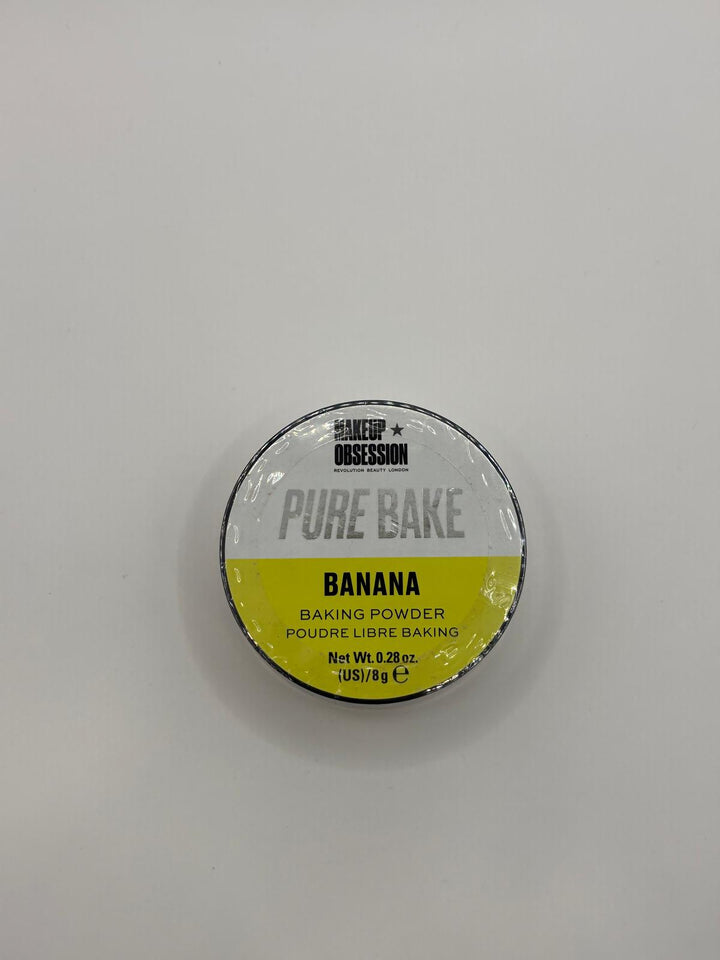 MAKEUP ★
OBSESSION
REVOLUTION BEAUTY LONDON
PURE BAKE
BANANA
BAKING POWDER
POUDRE LIBRE BAKING
Net Wt. 0.28 oz.
(US)/8 g ℮